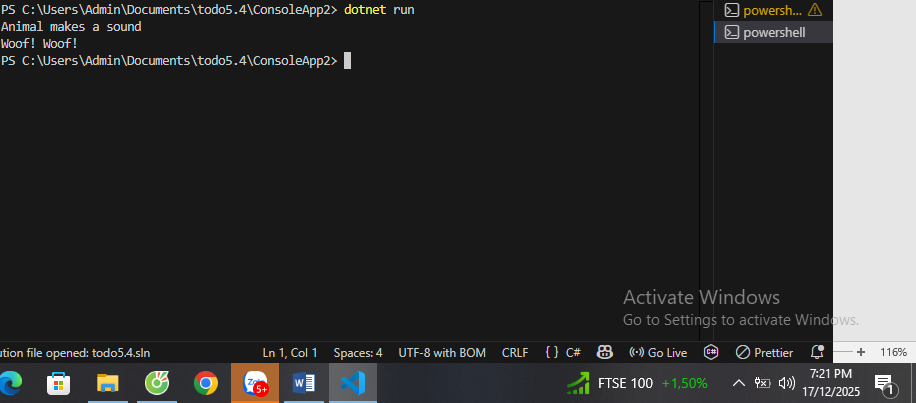 PS C:\Users\Admin\Documents\todo5.4\ConsoleApp2> dotnet run
Animal makes a sound
Woof! Woof!
PS C:\Users\Admin\Documents\todo5.4\ConsoleApp2>
powersh...
powershell
Activate Windows
Go to Settings to activate Windows.
ution file opened: todo5.4.sln Ln 1, Col 1 Spaces: 4 UTF-8 with BOM CRLF { } C# Go Live C# Prettier + 116%
Zalo 5+ FTSE 100 +1,50% 7:21 PM
17/12/2025 1